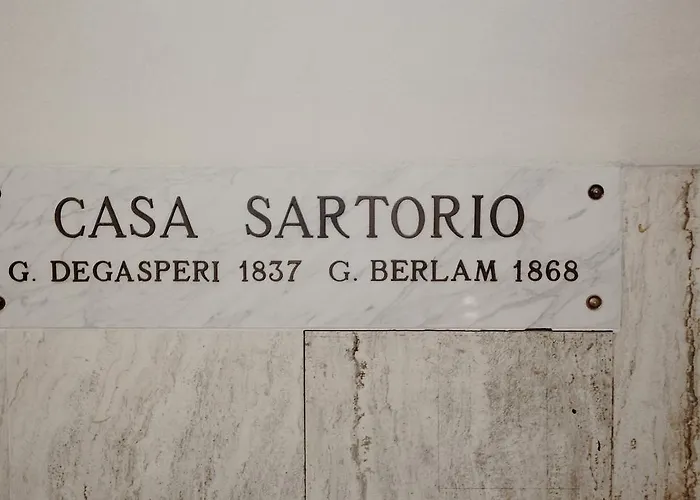 CASA SARTORIO
G. DEGASPERI 1837 G. BERLAM 1868